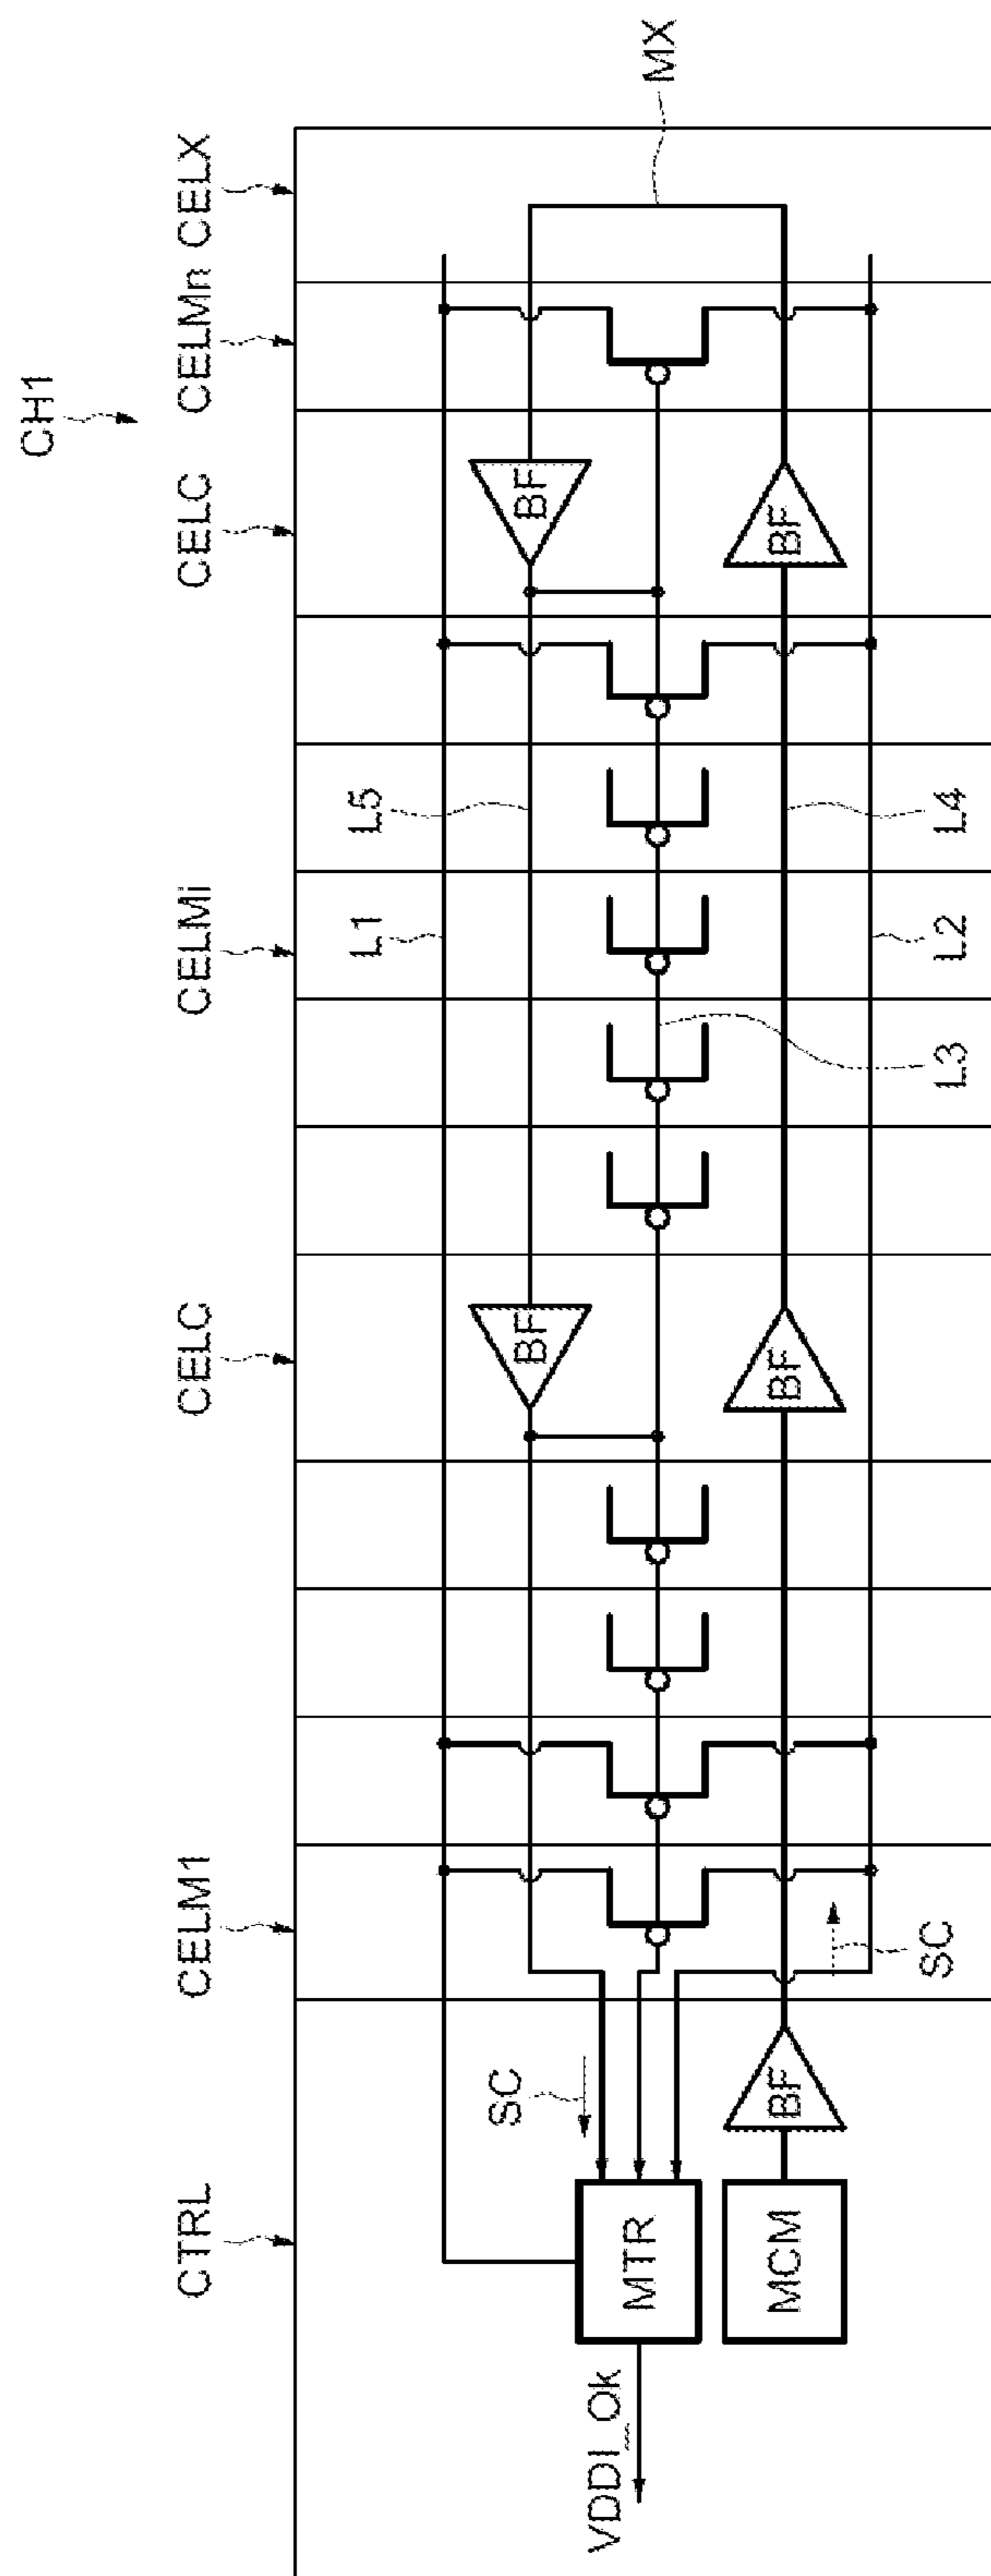 CH1
CTRL
CELM1
CELC
CELMi
CELC
CELMn
CELX
MX
L5
L1
BF
BF
SC
MTR
VDDI_Ok
MCM
BF
BF
BF
SC
L3
L2
L4